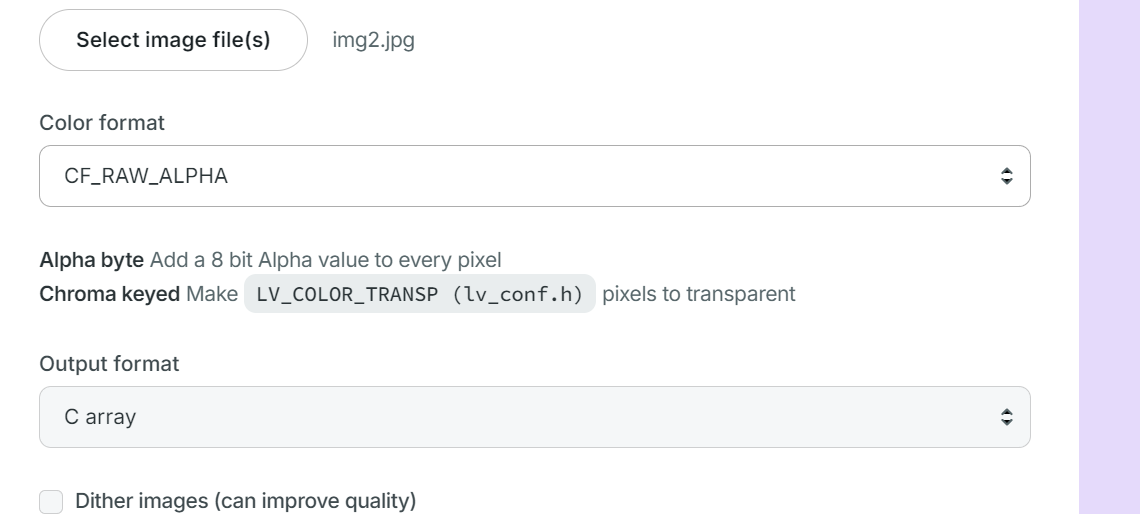 Select image file(s) img2.jpg
Color format
CF_RAW_ALPHA
Alpha byte Add a 8 bit Alpha value to every pixel
Chroma keyed Make LV_COLOR_TRANSP (lv_conf.h) pixels to transparent
Output format
C array
Dither images (can improve quality)